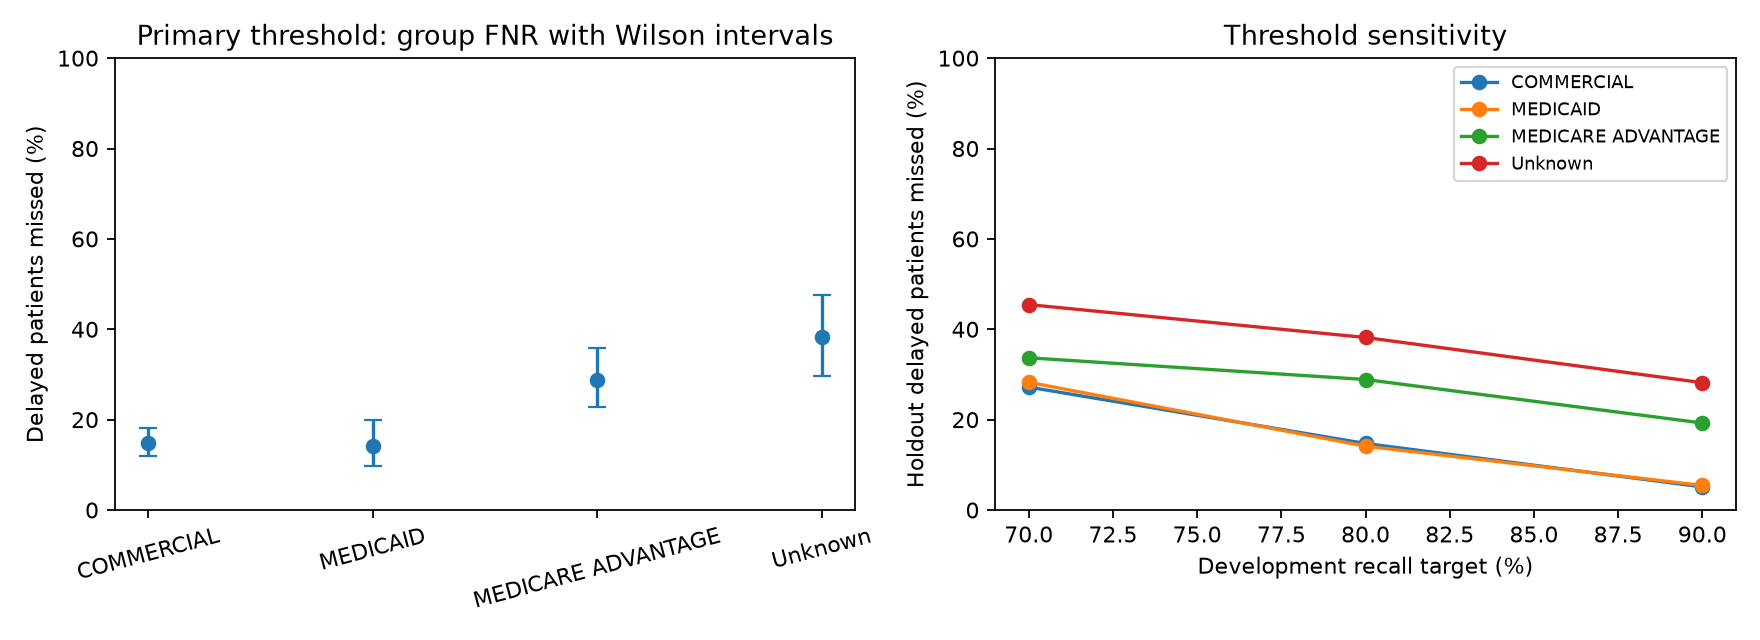 Primary threshold: group FNR with Wilson intervals
Delayed patients missed (%)
100
80
60
40
20
0
COMMERCIAL
MEDICAID
MEDICARE ADVANTAGE
Unknown
Threshold sensitivity
Holdout delayed patients missed (%)
100
80
60
40
20
0
COMMERCIAL
MEDICAID
MEDICARE ADVANTAGE
Unknown
70.0 72.5 75.0 77.5 80.0 82.5 85.0 87.5 90.0
Development recall target (%)